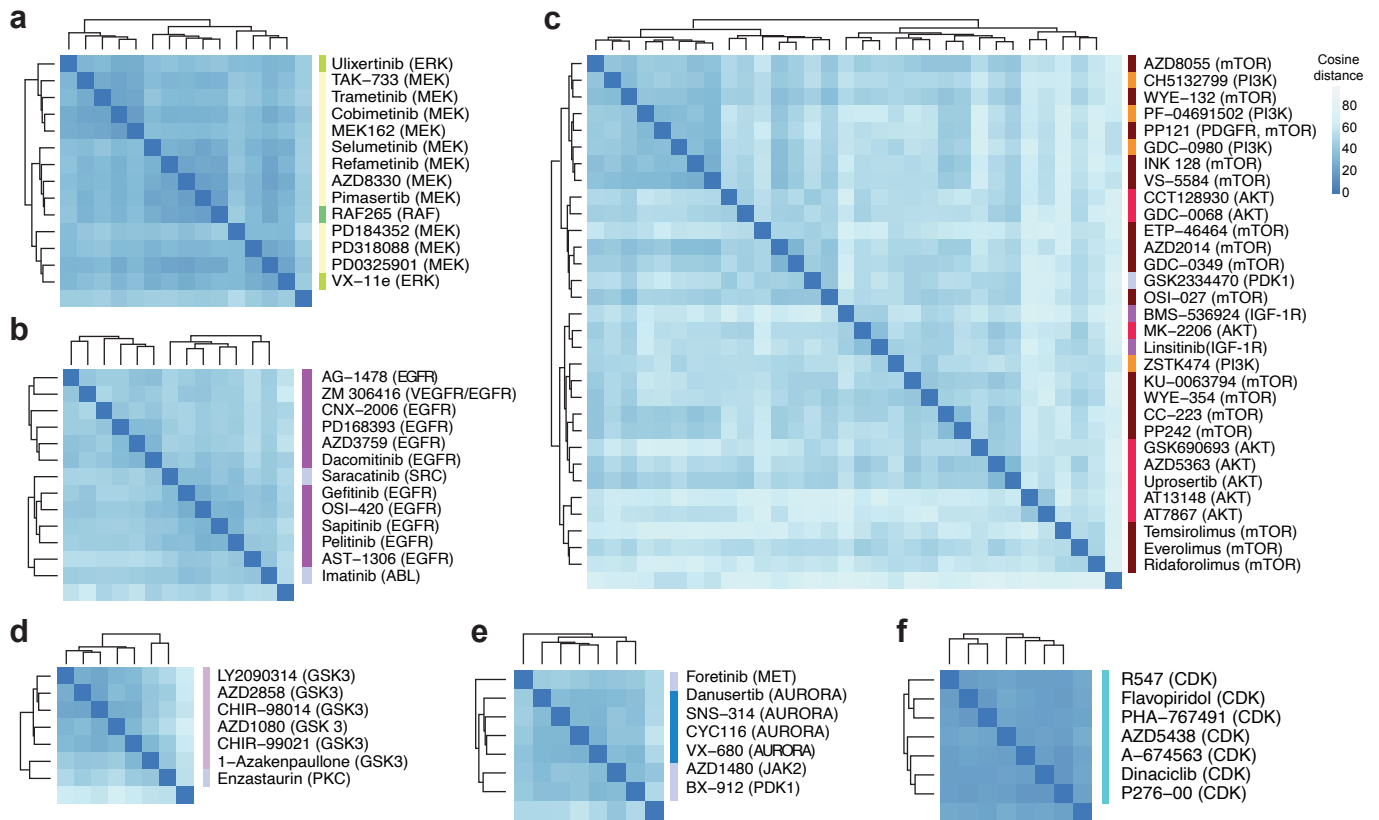 a
Ulixertinib (ERK)
TAK−733 (MEK)
Trametinib (MEK)
Cobimetinib (MEK)
MEK162 (MEK)
Selumetinib (MEK)
Refametinib (MEK)
AZD8330 (MEK)
Pimasertib (MEK)
RAF265 (RAF)
PD184352 (MEK)
PD318088 (MEK)
PD0325901 (MEK)
VX−11e (ERK)
b
AG−1478 (EGFR)
ZM 306416 (VEGFR/EGFR)
CNX−2006 (EGFR)
PD168393 (EGFR)
AZD3759 (EGFR)
Dacomitinib (EGFR)
Saracatinib (SRC)
Gefitinib (EGFR)
OSI−420 (EGFR)
Sapitinib (EGFR)
Pelitinib (EGFR)
AST−1306 (EGFR)
Imatinib (ABL)
c
AZD8055 (mTOR)
CH5132799 (PI3K)
WYE−132 (mTOR)
PF−04691502 (PI3K)
PP121 (PDGFR, mTOR)
GDC−0980 (PI3K)
INK 128 (mTOR)
VS−5584 (mTOR)
CCT128930 (AKT)
GDC−0068 (AKT)
ETP−46464 (mTOR)
AZD2014 (mTOR)
GDC−0349 (mTOR)
GSK2334470 (PDK1)
OSI−027 (mTOR)
BMS−536924 (IGF−1R)
MK−2206 (AKT)
Linsitinib(IGF−1R)
ZSTK474 (PI3K)
KU−0063794 (mTOR)
WYE−354 (mTOR)
CC−223 (mTOR)
PP242 (mTOR)
GSK690693 (AKT)
AZD5363 (AKT)
Uprosertib (AKT)
AT13148 (AKT)
AT7867 (AKT)
Temsirolimus (mTOR)
Everolimus (mTOR)
Ridaforolimus (mTOR)
Cosine
distance
80
60
40
20
0
d
LY2090314 (GSK3)
AZD2858 (GSK3)
CHIR−98014 (GSK3)
AZD1080 (GSK 3)
CHIR−99021 (GSK3)
1−Azakenpaullone (GSK3)
Enzastaurin (PKC)
e
Foretinib (MET)
Danusertib (AURORA)
SNS−314 (AURORA)
CYC116 (AURORA)
VX−680 (AURORA)
AZD1480 (JAK2)
BX−912 (PDK1)
f
R547 (CDK)
Flavopiridol (CDK)
PHA−767491 (CDK)
AZD5438 (CDK)
A−674563 (CDK)
Dinaciclib (CDK)
P276−00 (CDK)